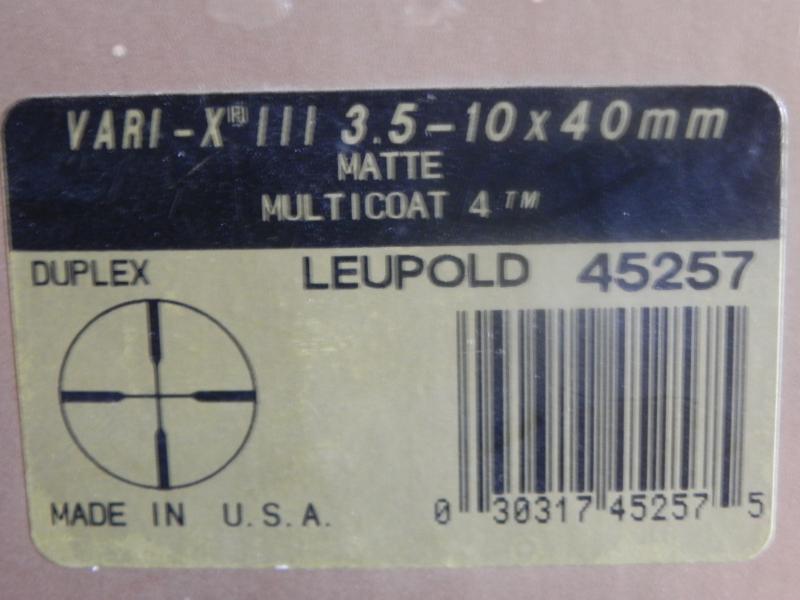 VARI-X® III 3.5-10x40mm
MATTE
MULTICOAT 4™
DUPLEX LEUPOLD 45257
MADE IN U.S.A.
0 30317 45257 5